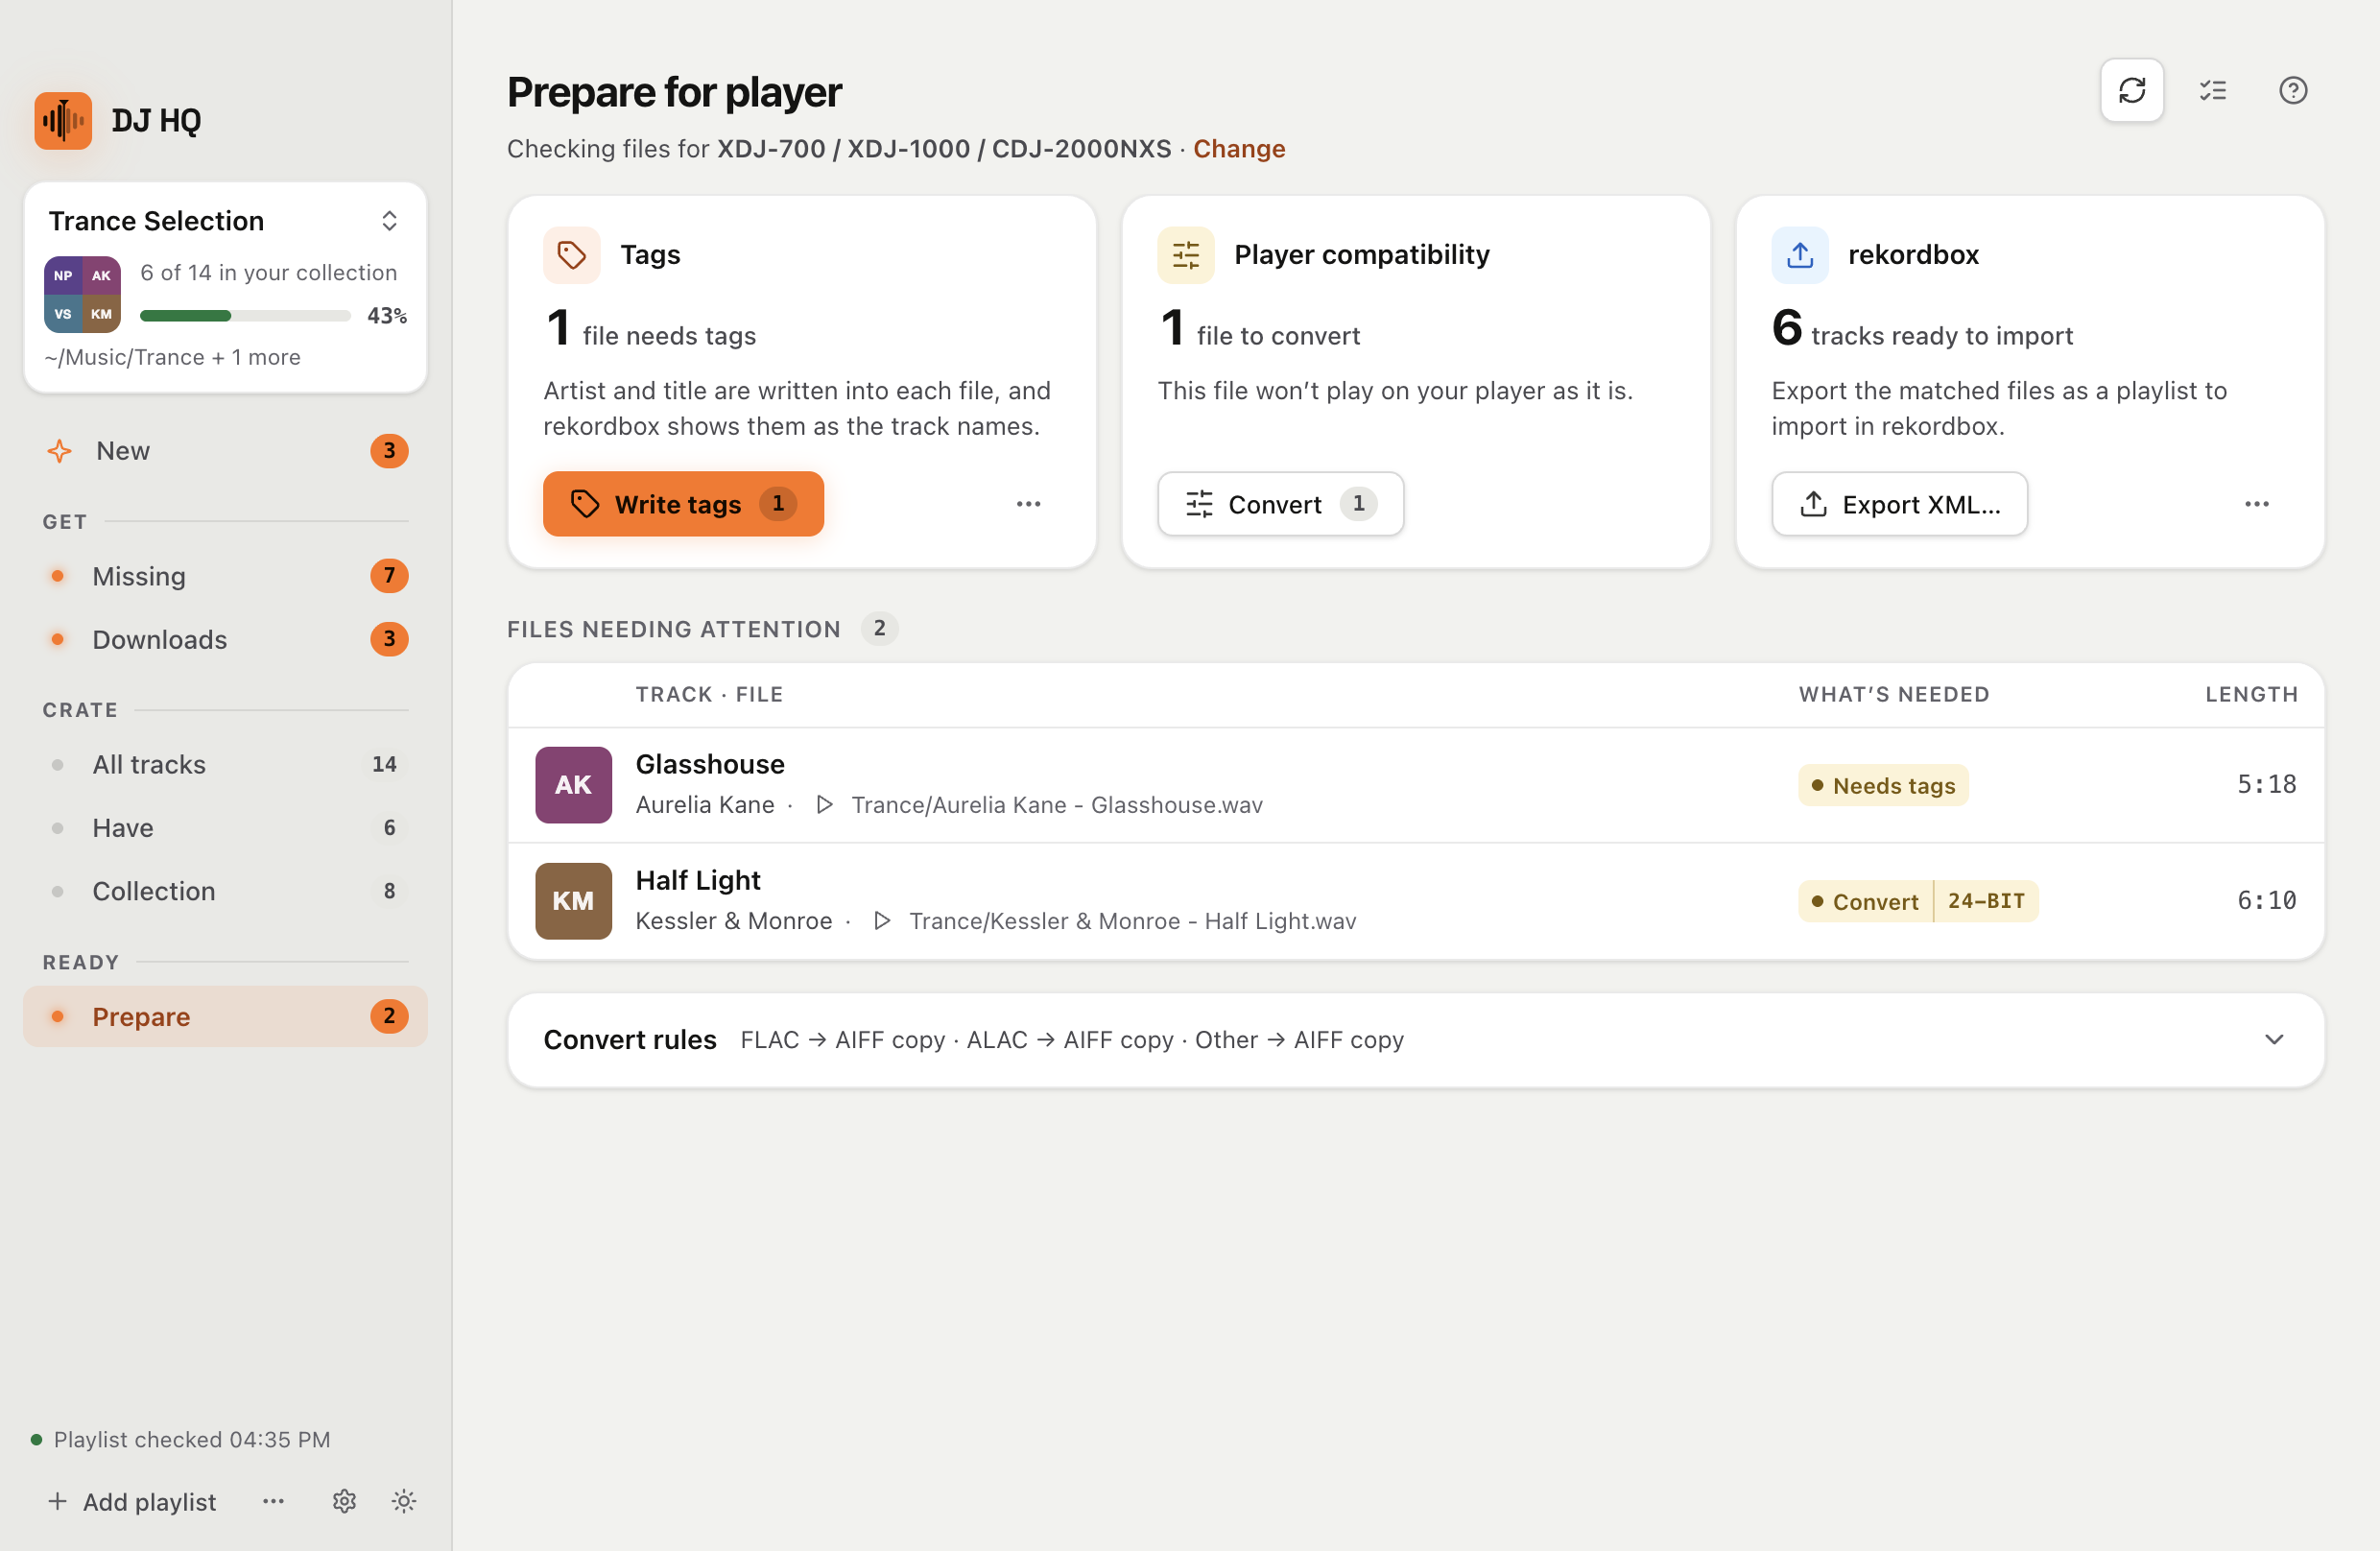 DJ HQ
Trance Selection
NP AK
VS KM
6 of 14 in your collection
43%
~/Music/Trance + 1 more
New 3
GET
Missing 7
Downloads 3
CRATE
All tracks 14
Have 6
Collection 8
READY
Prepare 2
Playlist checked 04:35 PM
Add playlist
Prepare for player
Checking files for XDJ-700 / XDJ-1000 / CDJ-2000NXS · Change
Tags
1 file needs tags
Artist and title are written into each file, and
rekordbox shows them as the track names.
Write tags 1
Player compatibility
1 file to convert
This file won’t play on your player as it is.
Convert 1
rekordbox
6 tracks ready to import
Export the matched files as a playlist to
import in rekordbox.
Export XML...
FILES NEEDING ATTENTION 2
TRACK · FILE WHAT’S NEEDED LENGTH
AK
Glasshouse
Aurelia Kane · Trance/Aurelia Kane - Glasshouse.wav
Needs tags
5:18
KM
Half Light
Kessler & Monroe · Trance/Kessler & Monroe - Half Light.wav
Convert 24-BIT
6:10
Convert rules FLAC → AIFF copy · ALAC → AIFF copy · Other → AIFF copy